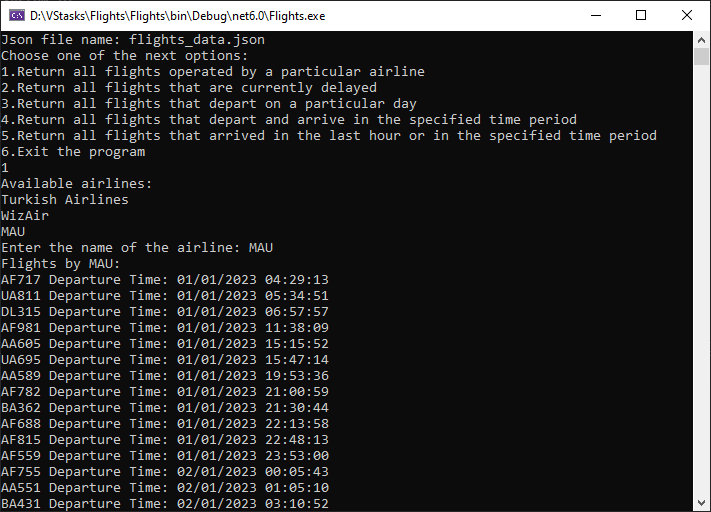 D:\VStasks\Flights\Flights\bin\Debug\net6.0\Flights.exe
Json file name: flights_data.json
Choose one of the next options:
1.Return all flights operated by a particular airline
2.Return all flights that are currently delayed
3.Return all flights that depart on a particular day
4.Return all flights that depart and arrive in the specified time period
5.Return all flights that arrived in the last hour or in the specified time period
6.Exit the program
1
Available airlines:
Turkish Airlines
WizAir
MAU
Enter the name of the airline: MAU
Flights by MAU:
AF717 Departure Time: 01/01/2023 04:29:13
UA811 Departure Time: 01/01/2023 05:34:51
DL315 Departure Time: 01/01/2023 06:57:57
AF981 Departure Time: 01/01/2023 11:38:09
AA605 Departure Time: 01/01/2023 15:15:52
UA695 Departure Time: 01/01/2023 15:47:14
AA589 Departure Time: 01/01/2023 19:53:36
AF782 Departure Time: 01/01/2023 21:00:59
BA362 Departure Time: 01/01/2023 21:30:44
AF688 Departure Time: 01/01/2023 22:13:58
AF815 Departure Time: 01/01/2023 22:48:13
AF559 Departure Time: 01/01/2023 23:53:00
AF755 Departure Time: 02/01/2023 00:05:43
AA551 Departure Time: 02/01/2023 01:05:10
BA431 Departure Time: 02/01/2023 03:10:52